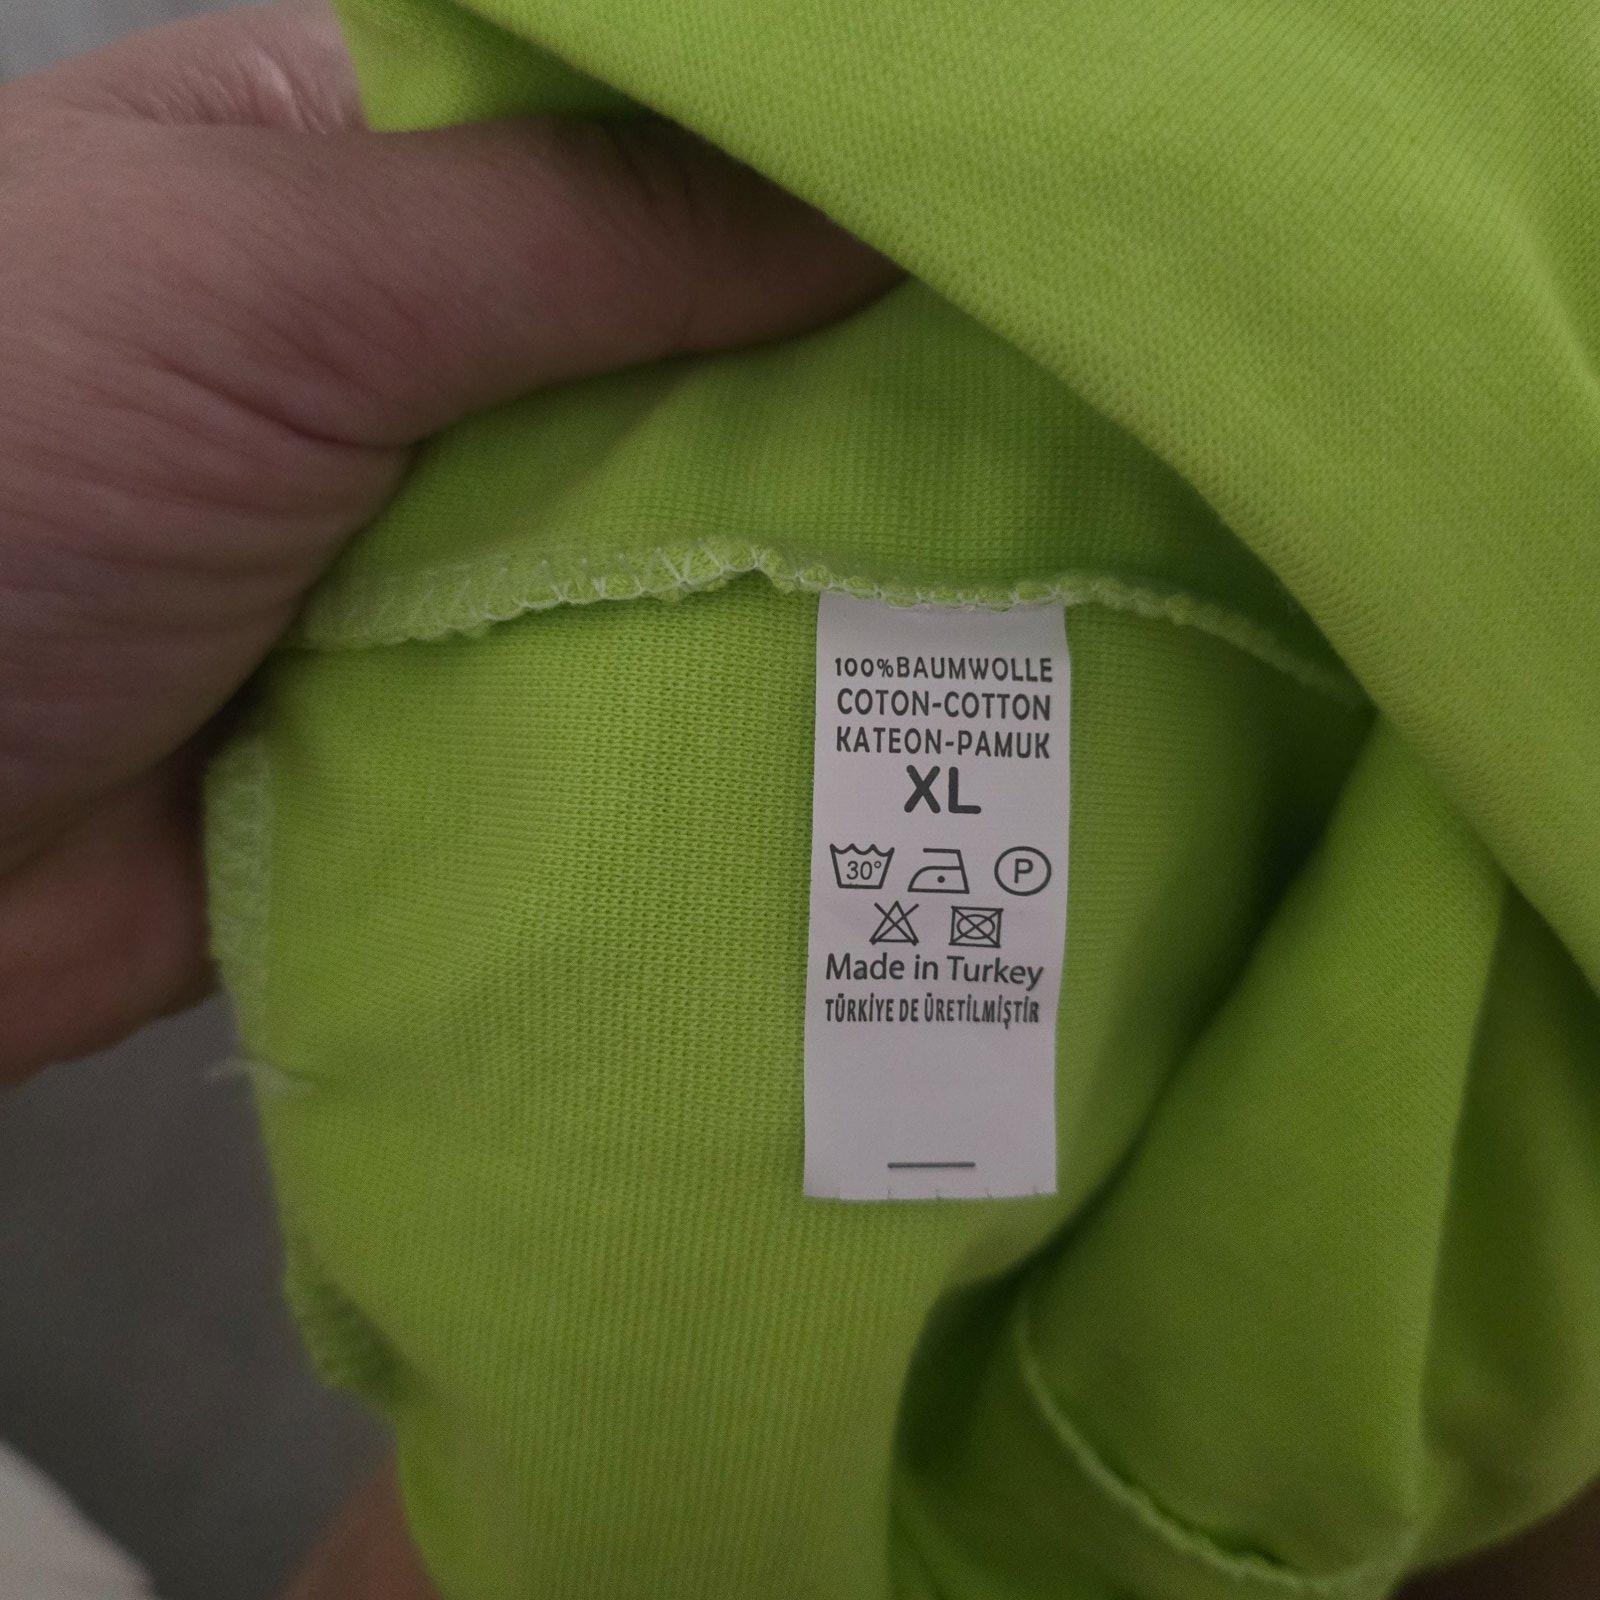 100%BAUMWOLLE
COTON-COTTON
KATEON-PAMUK
XL
30° P
Made in Turkey
TÜRKİYE DE ÜRETİLMİŞTİR